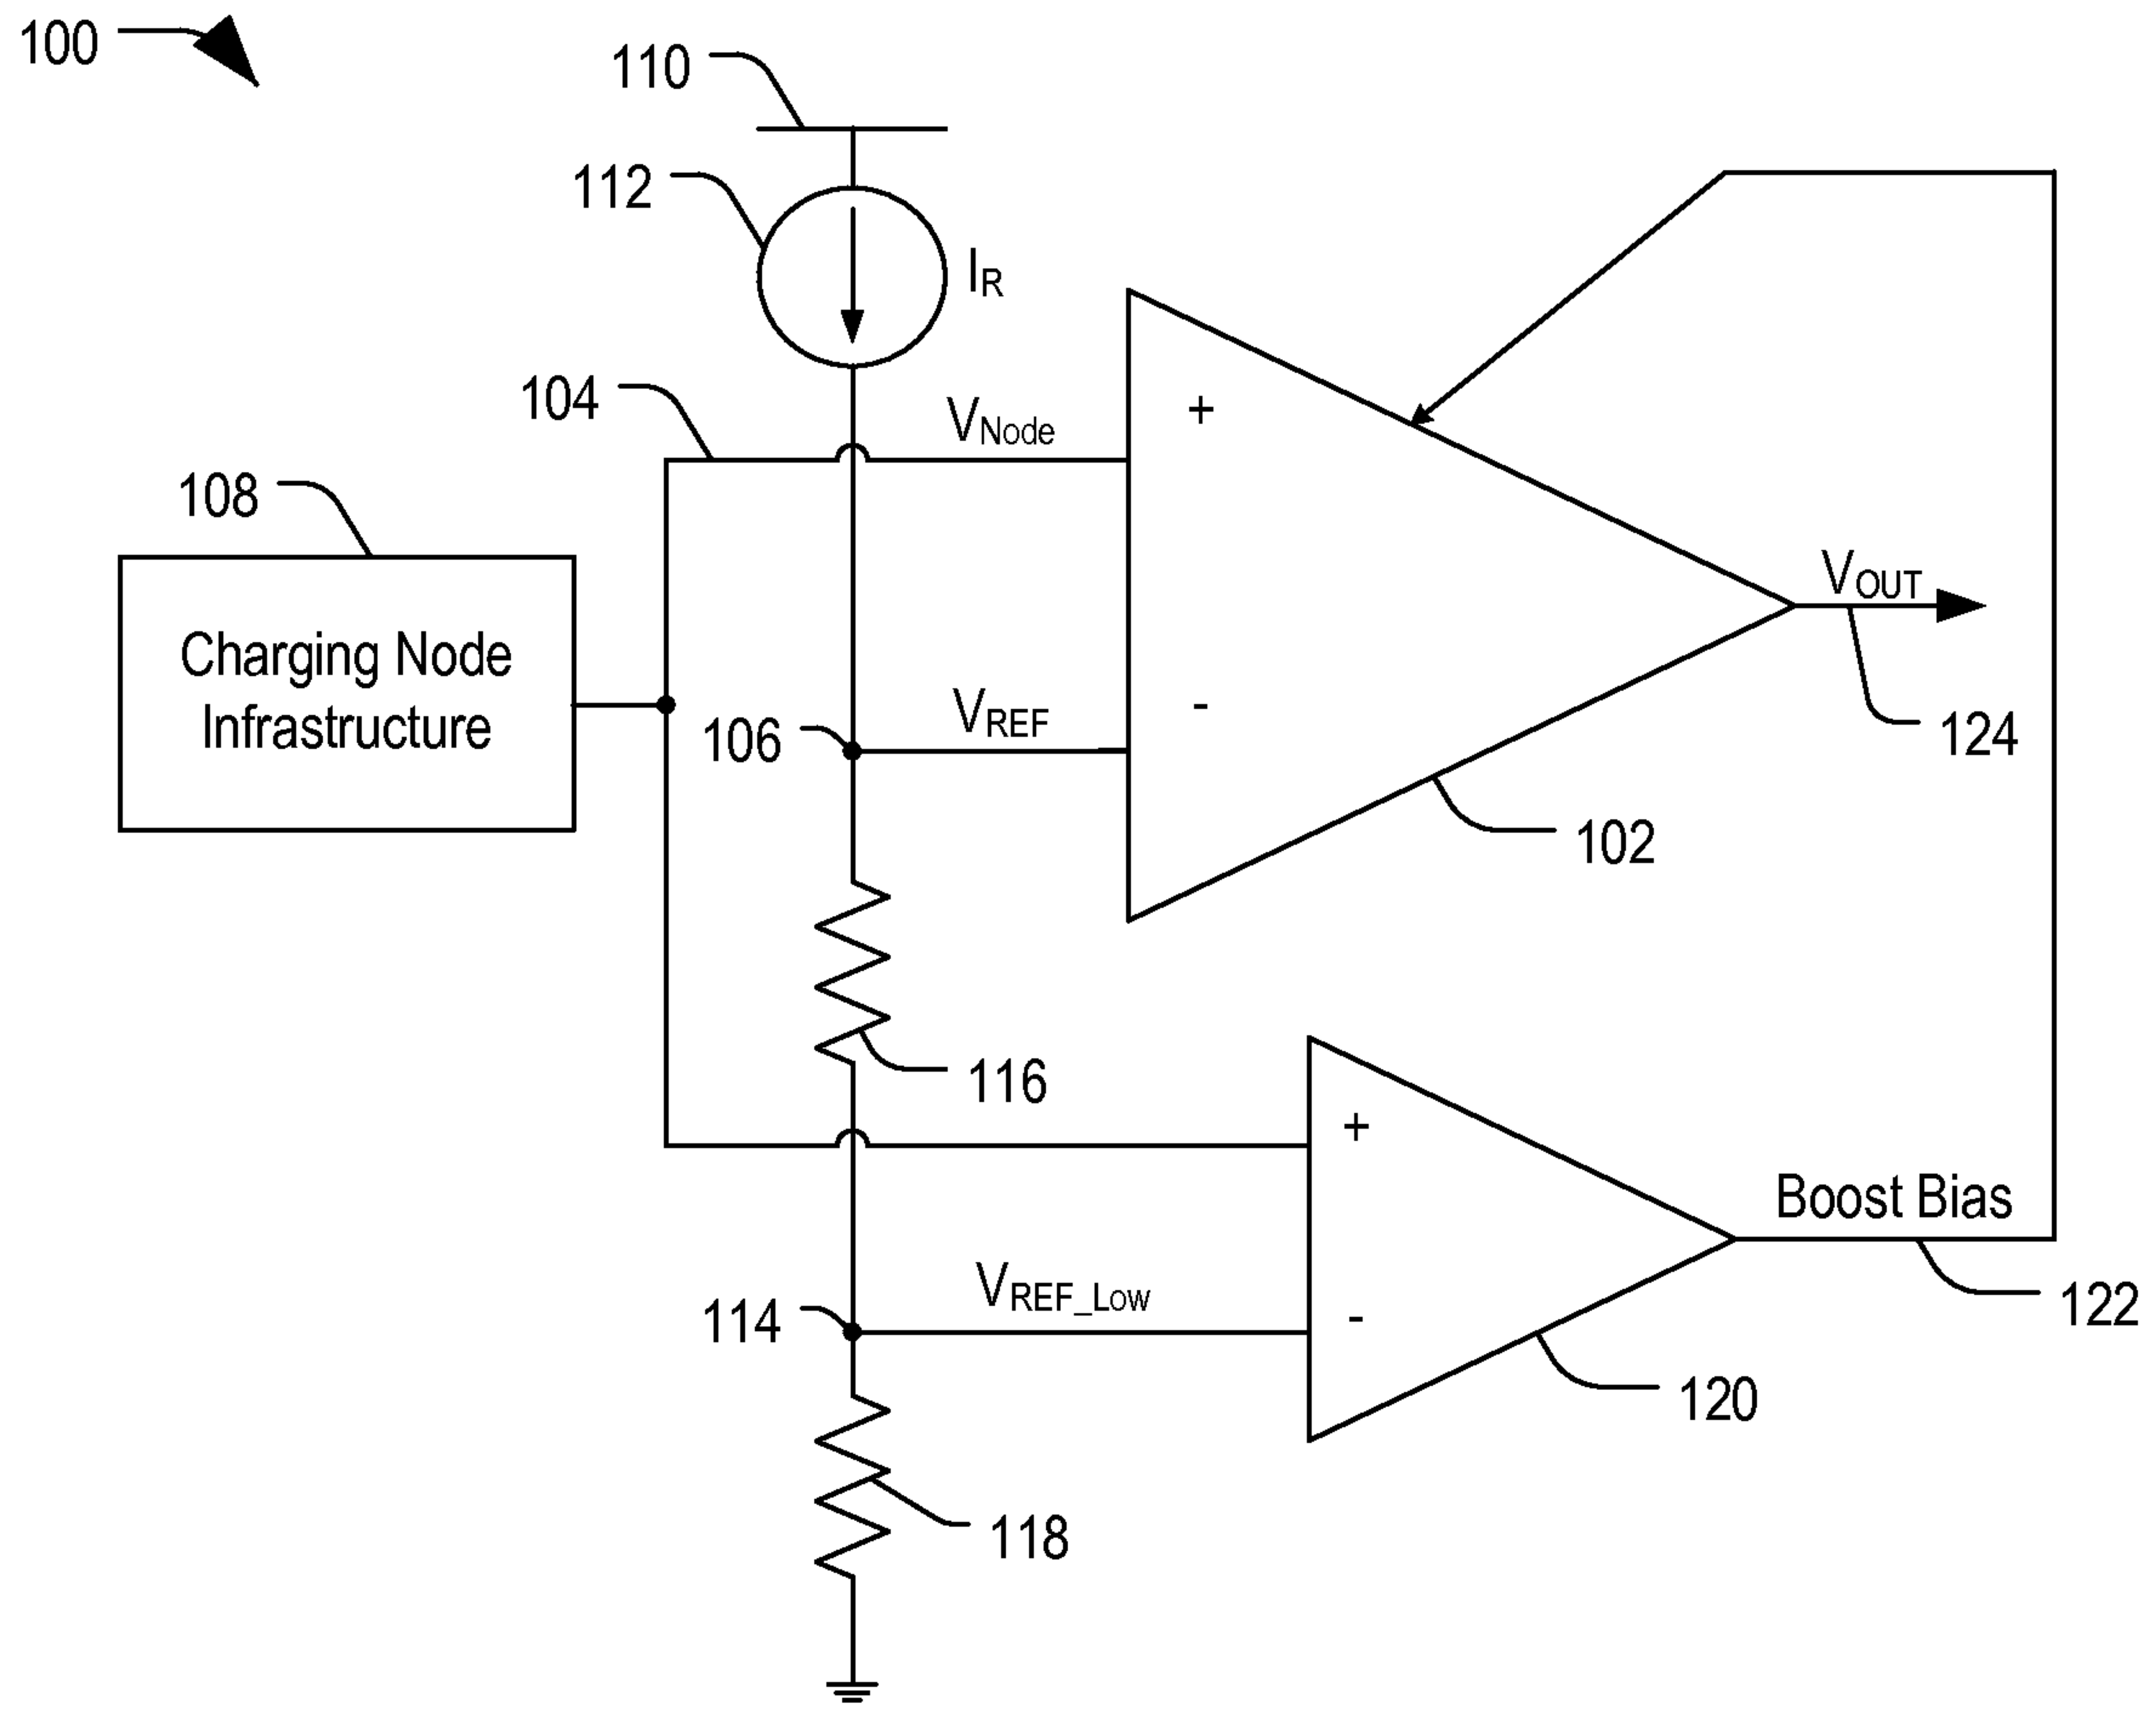 100
110
112
I_R
104
V_Node
+
108
V_OUT
Charging Node
Infrastructure
106
V_REF
-
124
102
116
+
Boost Bias
114
V_REF_Low
-
122
120
118